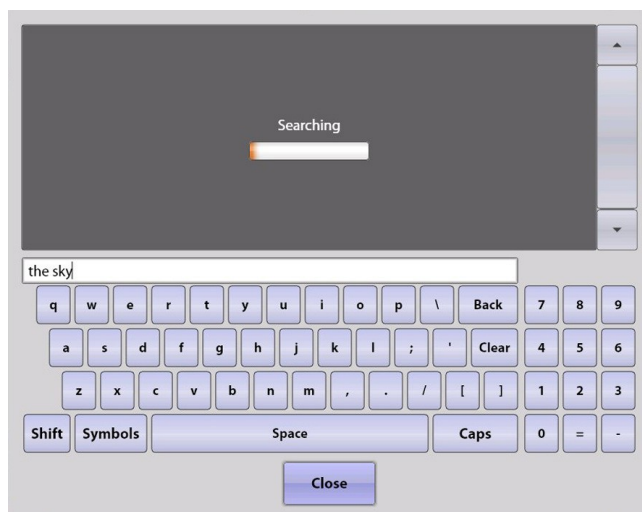 Searching
the sky
q w e r t y u i o p \ Back 7 8 9
a s d f g h j k l ; ' Clear 4 5 6
z x c v b n m , . / [ ] 1 2 3
Shift Symbols Space Caps 0 = -
Close